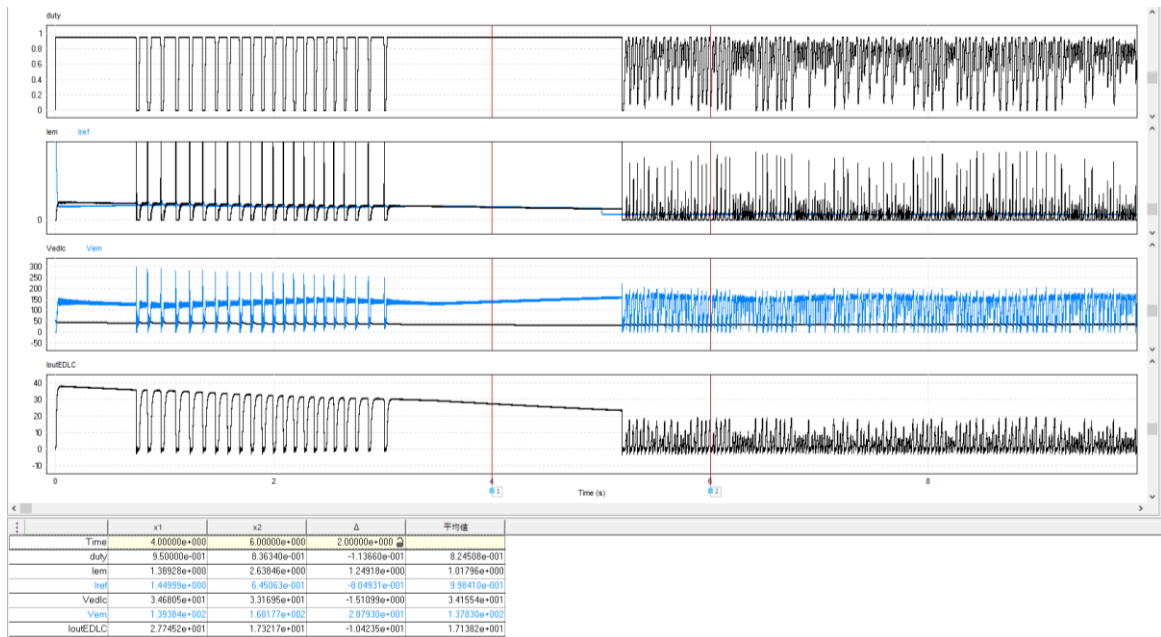 duty
1
0.8
0.6
0.4
0.2
0
Iem Iref
0
Vedlc Vem
300
250
200
150
100
50
0
-50
IoutEDLC
40
30
20
10
0
-10
0 2 4 6 8
1 2
Time (s)
x1 x2 Δ 平均値
Time 4.00000e+000 6.00000e+000 2.00000e+000
duty 9.50000e-001 8.36340e-001 -1.13660e-001 8.24508e-001
Iem 1.38928e+000 2.63846e+000 1.24918e+000 1.01796e+000
Iref 1.44999e+000 6.45063e-001 -8.04931e-001 9.98410e-001
Vedlc 3.46805e+001 3.31695e+001 -1.51099e+000 3.41554e+001
Vem 1.39384e+002 1.68177e+002 2.87930e+001 1.37830e+002
IoutEDLC 2.77452e+001 1.73217e+001 -1.04235e+001 1.71382e+001